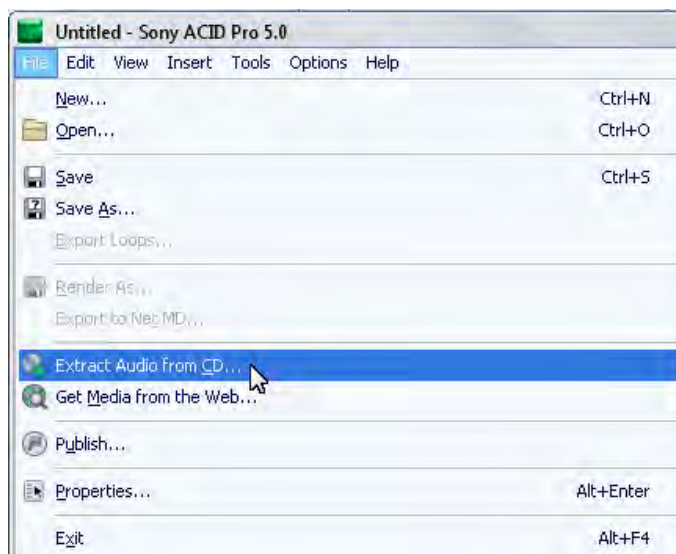 Untitled - Sony ACID Pro 5.0
File Edit View Insert Tools Options Help
New... Ctrl+N
Open... Ctrl+O
Save Ctrl+S
Save As...
Export Loops...
Render As...
Export to Net MD...
Extract Audio from CD...
Get Media from the Web...
Publish...
Properties... Alt+Enter
Exit Alt+F4